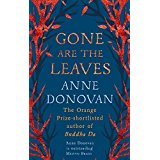 GONE ARE
THE LEAVES
ANNE
DONOVAN
The Orange
Prize-shortlisted
author of
Buddha Da